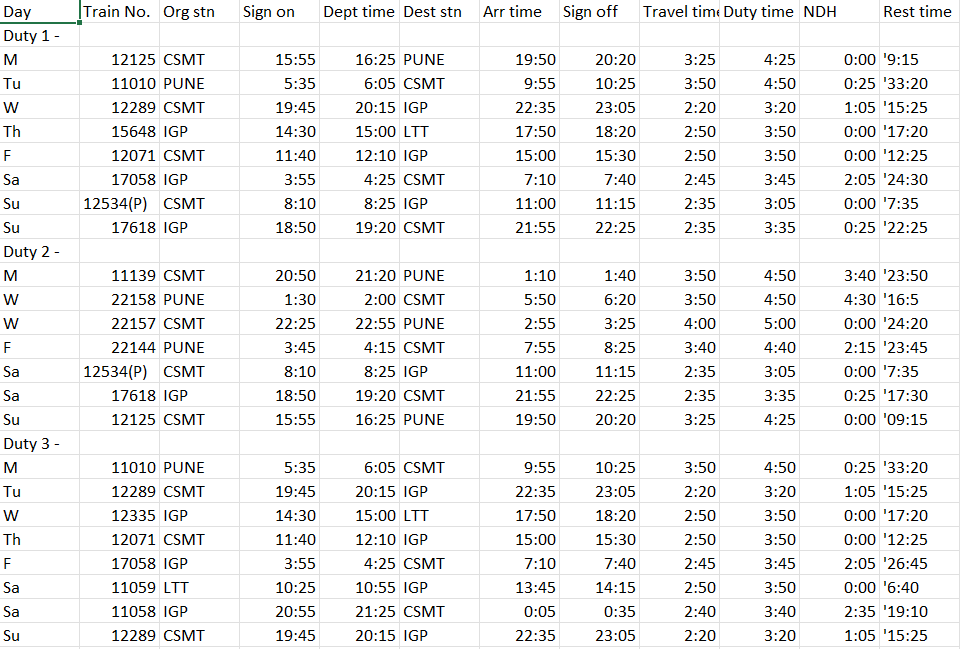 Day Train No. Org stn Sign on Dept time Dest stn Arr time Sign off Travel time Duty time NDH Rest time
Duty 1 -
M 12125 CSMT 15:55 16:25 PUNE 19:50 20:20 3:25 4:25 0:00 '9:15
Tu 11010 PUNE 5:35 6:05 CSMT 9:55 10:25 3:50 4:50 0:25 '33:20
W 12289 CSMT 19:45 20:15 IGP 22:35 23:05 2:20 3:20 1:05 '15:25
Th 15648 IGP 14:30 15:00 LTT 17:50 18:20 2:50 3:50 0:00 '17:20
F 12071 CSMT 11:40 12:10 IGP 15:00 15:30 2:50 3:50 0:00 '12:25
Sa 17058 IGP 3:55 4:25 CSMT 7:10 7:40 2:45 3:45 2:05 '24:30
Su 12534(P) CSMT 8:10 8:25 IGP 11:00 11:15 2:35 3:05 0:00 '7:35
Su 17618 IGP 18:50 19:20 CSMT 21:55 22:25 2:35 3:35 0:25 '22:25
Duty 2 -
M 11139 CSMT 20:50 21:20 PUNE 1:10 1:40 3:50 4:50 3:40 '23:50
W 22158 PUNE 1:30 2:00 CSMT 5:50 6:20 3:50 4:50 4:30 '16:5
W 22157 CSMT 22:25 22:55 PUNE 2:55 3:25 4:00 5:00 0:00 '24:20
F 22144 PUNE 3:45 4:15 CSMT 7:55 8:25 3:40 4:40 2:15 '23:45
Sa 12534(P) CSMT 8:10 8:25 IGP 11:00 11:15 2:35 3:05 0:00 '7:35
Sa 17618 IGP 18:50 19:20 CSMT 21:55 22:25 2:35 3:35 0:25 '17:30
Su 12125 CSMT 15:55 16:25 PUNE 19:50 20:20 3:25 4:25 0:00 '09:15
Duty 3 -
M 11010 PUNE 5:35 6:05 CSMT 9:55 10:25 3:50 4:50 0:25 '33:20
Tu 12289 CSMT 19:45 20:15 IGP 22:35 23:05 2:20 3:20 1:05 '15:25
W 12335 IGP 14:30 15:00 LTT 17:50 18:20 2:50 3:50 0:00 '17:20
Th 12071 CSMT 11:40 12:10 IGP 15:00 15:30 2:50 3:50 0:00 '12:25
F 17058 IGP 3:55 4:25 CSMT 7:10 7:40 2:45 3:45 2:05 '26:45
Sa 11059 LTT 10:25 10:55 IGP 13:45 14:15 2:50 3:50 0:00 '6:40
Sa 11058 IGP 20:55 21:25 CSMT 0:05 0:35 2:40 3:40 2:35 '19:10
Su 12289 CSMT 19:45 20:15 IGP 22:35 23:05 2:20 3:20 1:05 '15:25